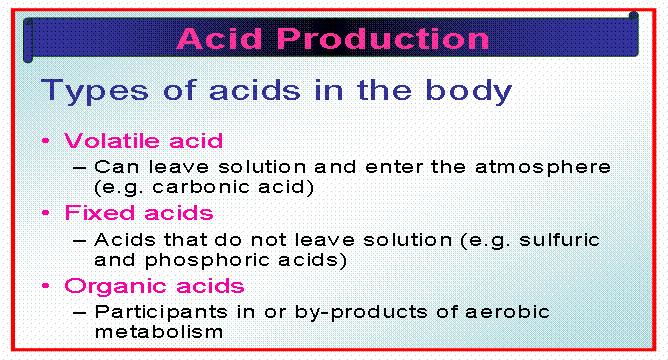 Acid Production
Types of acids in the body
• Volatile acid
– Can leave solution and enter the atmosphere
(e.g. carbonic acid)
• Fixed acids
– Acids that do not leave solution (e.g. sulfuric
and phosphoric acids)
• Organic acids
– Participants in or by-products of aerobic
metabolism